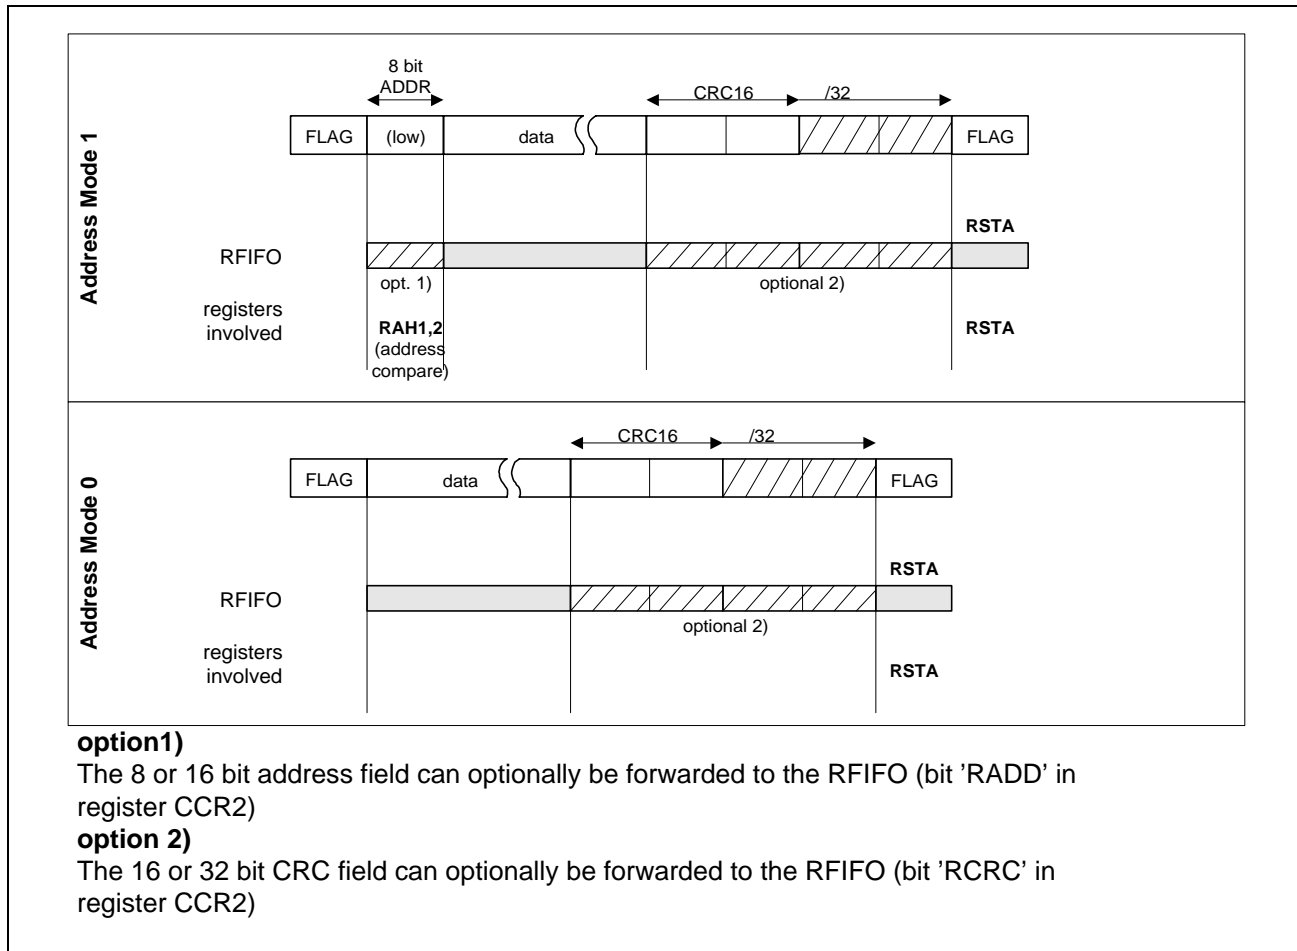 Address Mode 1
8 bit
ADDR
CRC16 /32
FLAG (low) data FLAG
RSTA
RFIFO
opt. 1) optional 2)
registers
involved
RAH1,2 RSTA
(address
compare)
Address Mode 0
CRC16 /32
FLAG data FLAG
RSTA
RFIFO
optional 2)
registers
involved
RSTA
option1)
The 8 or 16 bit address field can optionally be forwarded to the RFIFO (bit ’RADD’ in
register CCR2)
option 2)
The 16 or 32 bit CRC field can optionally be forwarded to the RFIFO (bit ’RCRC’ in
register CCR2)